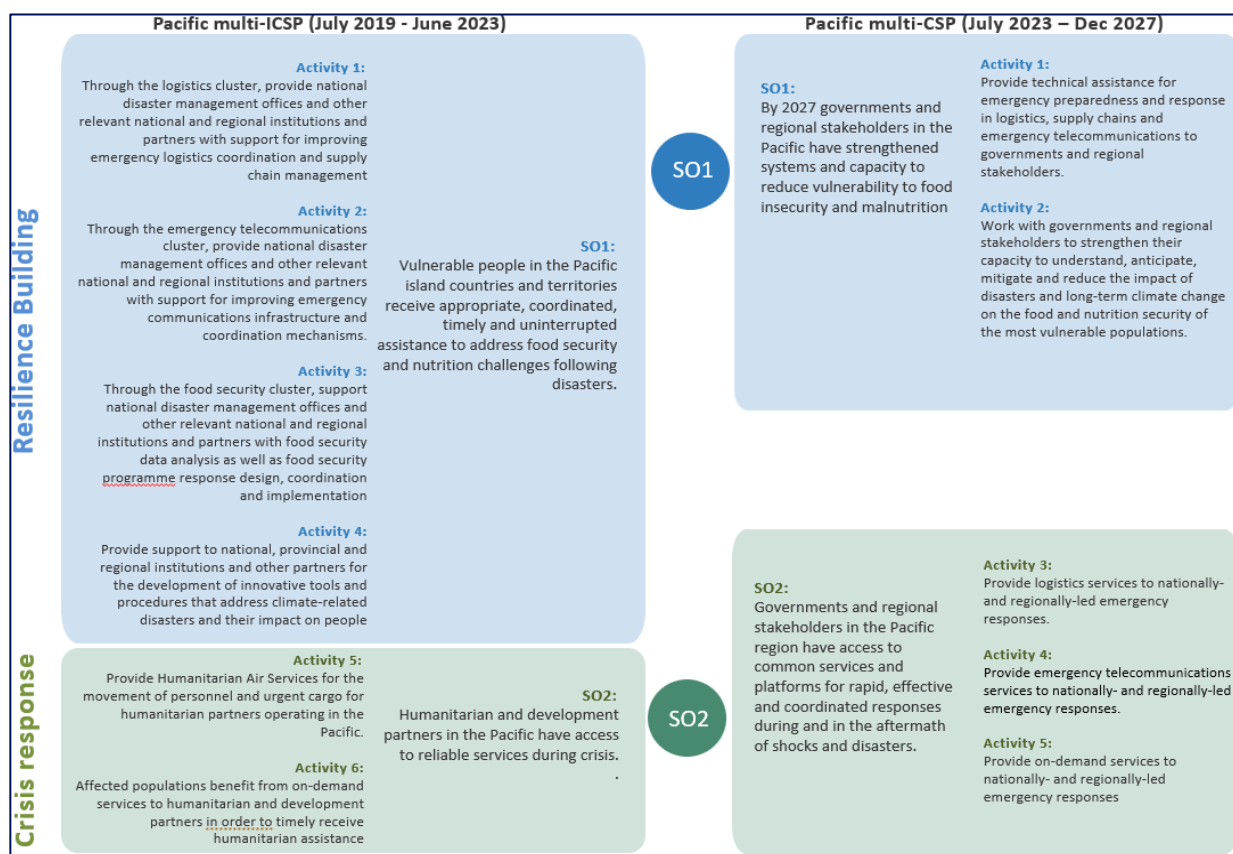 Pacific multi-ICSP (July 2019 - June 2023)
Pacific multi-CSP (July 2023 – Dec 2027)
Resilience Building
Activity 1:
Through the logistics cluster, provide national
disaster management offices and other
relevant national and regional institutions and
partners with support for improving
emergency logistics coordination and supply
chain management
Activity 2:
Through the emergency telecommunications
cluster, provide national disaster
management offices and other relevant
national and regional institutions and partners
with support for improving emergency
communications infrastructure and
coordination mechanisms.
Activity 3:
Through the food security cluster, support
national disaster management offices and
other relevant national and regional
institutions and partners with food security
data analysis as well as food security
programme response design, coordination
and implementation
Activity 4:
Provide support to national, provincial and
regional institutions and other partners for
the development of innovative tools and
procedures that address climate-related
disasters and their impact on people
SO1:
Vulnerable people in the Pacific
island countries and territories
receive appropriate, coordinated,
timely and uninterrupted
assistance to address food security
and nutrition challenges following
disasters.
SO1
SO1:
By 2027 governments and
regional stakeholders in the
Pacific have strengthened
systems and capacity to
reduce vulnerability to food
insecurity and malnutrition
Activity 1:
Provide technical assistance for
emergency preparedness and response
in logistics, supply chains and
emergency telecommunications to
governments and regional
stakeholders.
Activity 2:
Work with governments and regional
stakeholders to strengthen their
capacity to understand, anticipate,
mitigate and reduce the impact of
disasters and long-term climate change
on the food and nutrition security of
the most vulnerable populations.
Crisis response
Activity 5:
Provide Humanitarian Air Services for the
movement of personnel and urgent cargo for
humanitarian partners operating in the
Pacific.
Activity 6:
Affected populations benefit from on-demand
services to humanitarian and development
partners in order to timely receive
humanitarian assistance
SO2:
Humanitarian and development
partners in the Pacific have access
to reliable services during crisis.
.
SO2
SO2:
Governments and regional
stakeholders in the Pacific
region have access to
common services and
platforms for rapid, effective
and coordinated responses
during and in the aftermath
of shocks and disasters.
Activity 3:
Provide logistics services to nationally-
and regionally-led emergency
responses.
Activity 4:
Provide emergency telecommunications
services to nationally- and regionally-led
emergency responses.
Activity 5:
Provide on-demand services to
nationally- and regionally-led
emergency responses